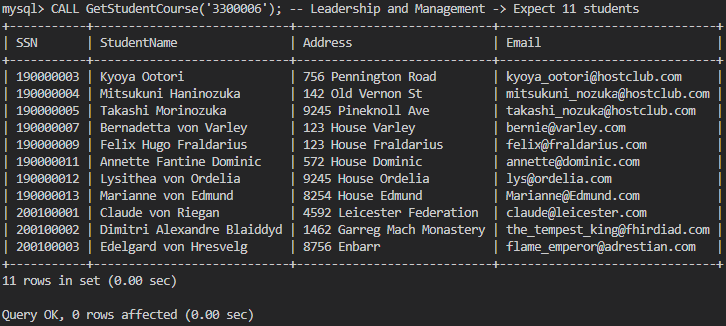 mysql> CALL GetStudentCourse('3300006'); -- Leadership and Management -> Expect 11 students
+-----------+----------------------------+------------------------------+------------------------------+
| SSN       | StudentName                | Address                      | Email                        |
+-----------+----------------------------+------------------------------+------------------------------+
| 190000003 | Kyoya Ootori               | 756 Pennington Road          | kyoya_ootori@hostclub.com    |
| 190000004 | Mitsukuni Haninozuka       | 142 Old Vernon St            | mitsukuni_nozuka@hostclub.com |
| 190000005 | Takashi Morinozuka         | 9245 Pineknoll Ave           | takashi_nozuka@hostclub.com  |
| 190000007 | Bernadetta von Varley      | 123 House Varley             | bernie@varley.com            |
| 190000009 | Felix Hugo Fraldarius      | 123 House Fraldarius         | felix@fraldarius.com         |
| 190000011 | Annette Fantine Dominic    | 572 House Dominic            | annette@dominic.com          |
| 190000012 | Lysithea von Ordelia       | 9245 House Ordelia           | lys@ordelia.com              |
| 190000013 | Marianne von Edmund        | 8254 House Edmund            | Marianne@Edmund.com          |
| 200100001 | Claude von Riegan          | 4592 Leicester Federation    | claude@leicester.com         |
| 200100002 | Dimitri Alexandre Blaiddyd | 1462 Garreg Mach Monastery   | the_tempest_king@fhirdiad.com |
| 200100003 | Edelgard von Hresvelg      | 8756 Enbarr                  | flame_emperor@adrestian.com  |
+-----------+----------------------------+------------------------------+------------------------------+
11 rows in set (0.00 sec)

Query OK, 0 rows affected (0.00 sec)